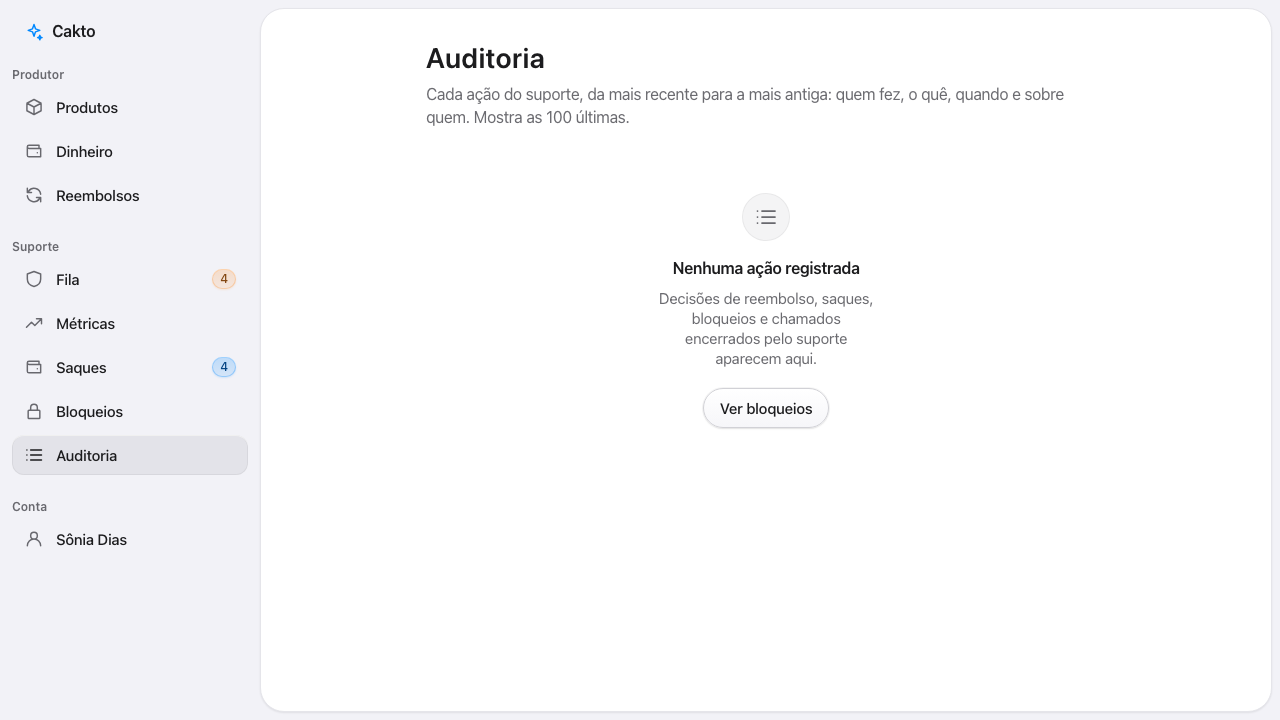 Cakto
Produtor
Produtos
Dinheiro
Reembolsos
Suporte
Fila 4
Métricas
Saques 4
Bloqueios
Auditoria
Conta
Sônia Dias
Auditoria
Cada ação do suporte, da mais recente para a mais antiga: quem fez, o quê, quando e sobre
quem. Mostra as 100 últimas.
Nenhuma ação registrada
Decisões de reembolso, saques,
bloqueios e chamados
encerrados pelo suporte
aparecem aqui.
Ver bloqueios